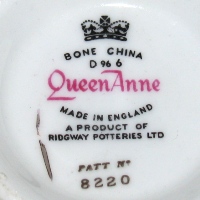 BONE CHINA
D 96 6
Queen Anne
MADE IN ENGLAND
A PRODUCT OF
RIDGWAY POTTERIES LTD
PATT Nº
8220